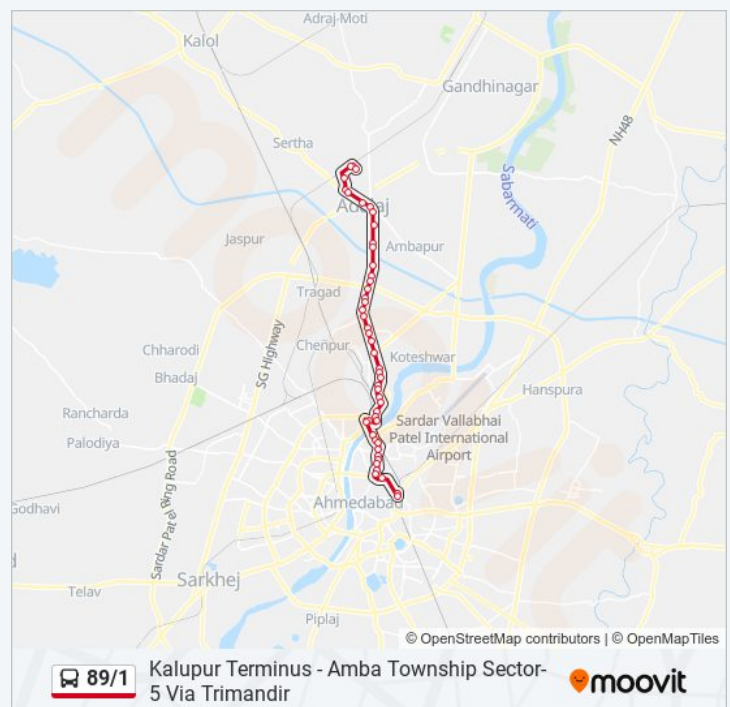 Adraj-Moti
Kalol
Gandhinagar
NH48
Sertha
Sabarmati
Adalaj
Jaspur
Ambapur
Tragad
SG Highway
Chenpur
Chharodi
Koteshwar
Bhadaj
Hanspura
Rancharda
Sardar Vallabhai
Patel International
Airport
Palodiya
Sardar Patel Ring Road
Ahmedabad
Godhavi
Sarkhej
Telav
Piplaj
© OpenStreetMap contributors | © OpenMapTiles
89/1
Kalupur Terminus - Amba Township Sector-
5 Via Trimandir
moovit